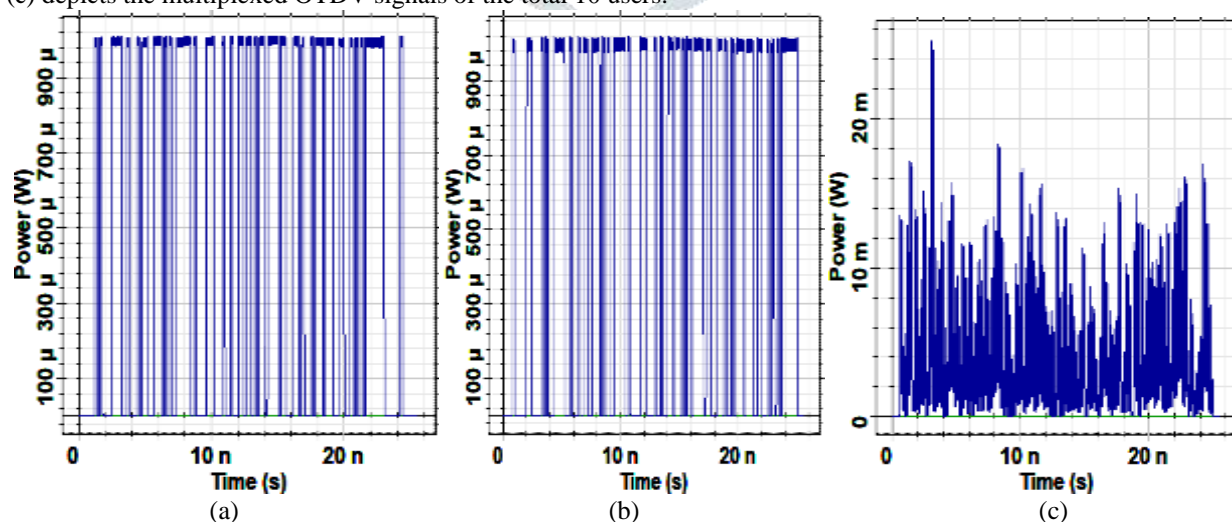 (c) depicts the multiplexed OTDV signals of the total 16 users.
Power (W)
100 µ 300 µ 500 µ 700 µ 900 µ
0 10 n 20 n
Time (s)
(a)
Power (W)
100 µ 300 µ 500 µ 700 µ 900 µ
0 10 n 20 n
Time (s)
(b)
Power (W)
0 10 m 20 m
0 10 n 20 n
Time (s)
(c)